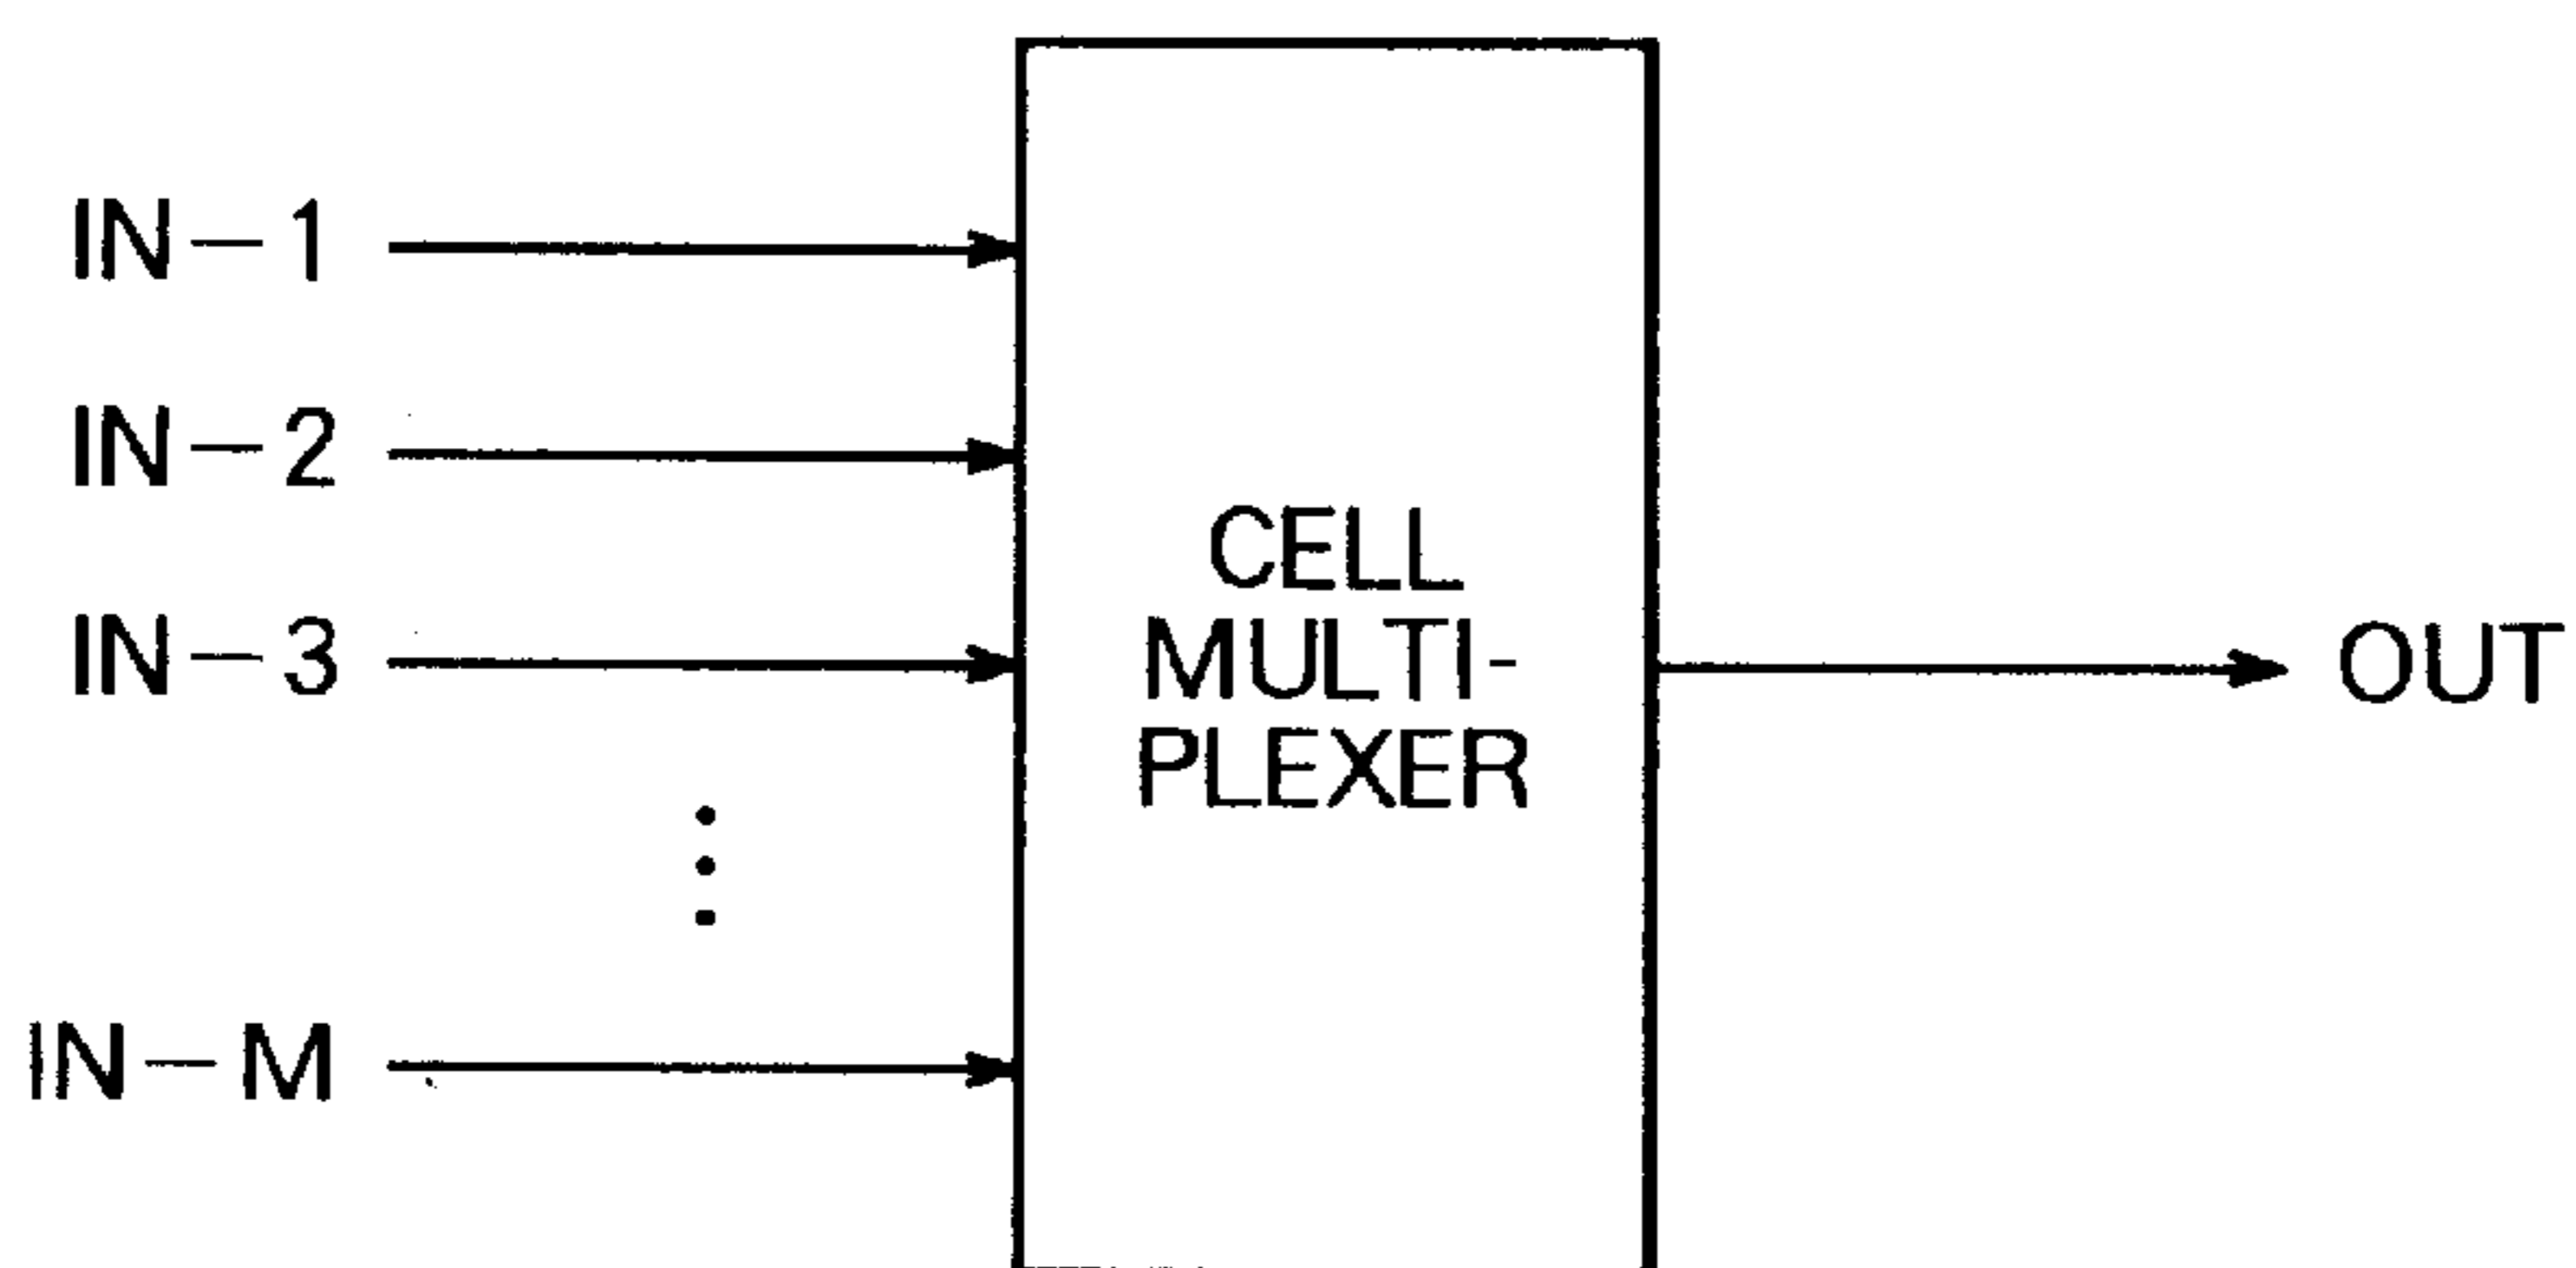 IN-1
IN-2
IN-3
IN-M
CELL
MULTI-
PLEXER
OUT